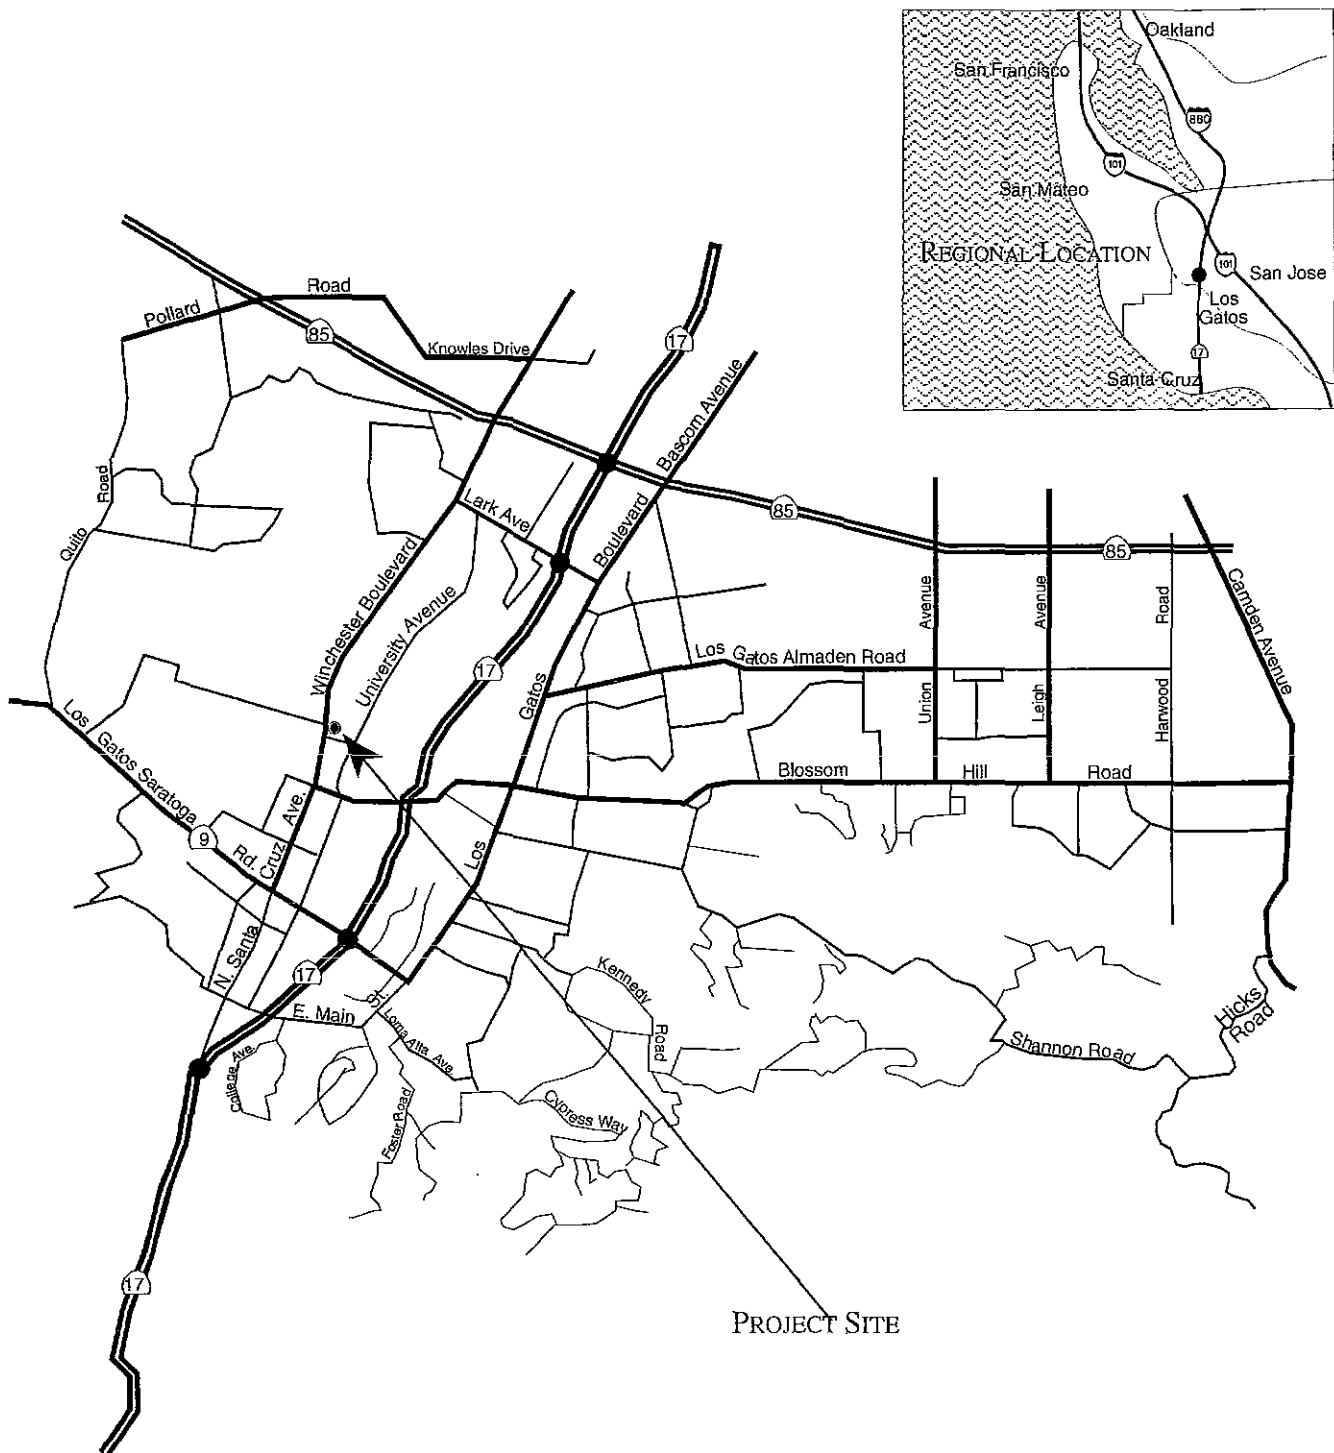 Oakland
San Francisco
880
101
San Mateo
REGIONAL LOCATION
101
San Jose
Los
Gatos
17
Santa Cruz
Road
Pollard
85
Knowles Drive
17
Bascom Avenue
Lark Ave
85
Boulevard
Road
Quito
85
Winchester Boulevard
University Avenue
Avenue
Avenue
Road
Camden Avenue
Los Gatos Almaden Road
17
Gatos
Union
Leigh
Harwood
Los Gatos Saratoga
Blossom Hill Road
Ave.
9
Rd.
Cruz
Los
N. Santa
17
E. Main
St.
Loma Alta Ave.
Kennedy
Road
Hicks
Road
Shannon Road
College Ave.
Foster Road
Cypress Way
17
PROJECT SITE